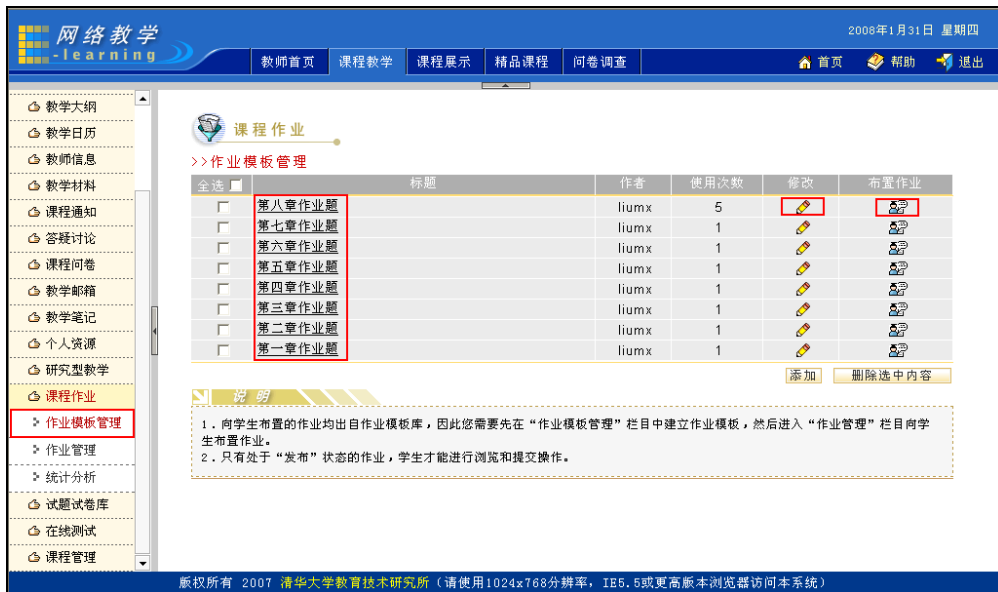 网络教学
-learning
2008年1月31日 星期四
教师首页 课程教学 课程展示 精品课程 问卷调查 首页 帮助 退出
教学大纲
教学日历
教师信息
教学材料
课程通知
答疑讨论
课程问卷
教学邮箱
教学笔记
个人资源
研究型教学
课程作业
作业模板管理
作业管理
统计分析
试题试卷库
在线测试
课程管理
课程作业
>>作业模板管理
全选 标题 作者 使用次数 修改 布置作业
第八章作业题 liumx 5
第七章作业题 liumx 1
第六章作业题 liumx 1
第五章作业题 liumx 1
第四章作业题 liumx 1
第三章作业题 liumx 1
第二章作业题 liumx 1
第一章作业题 liumx 1
添加 删除选中内容
说 明
1．向学生布置的作业均出自作业模板库，因此您需要先在“作业模板管理”栏目中建立作业模板，然后进入“作业管理”栏目向学
生布置作业。
2．只有处于“发布”状态的作业，学生才能进行浏览和提交操作。
版权所有 2007 清华大学教育技术研究所（请使用1024x768分辨率，IE5.5或更高版本浏览器访问本系统）